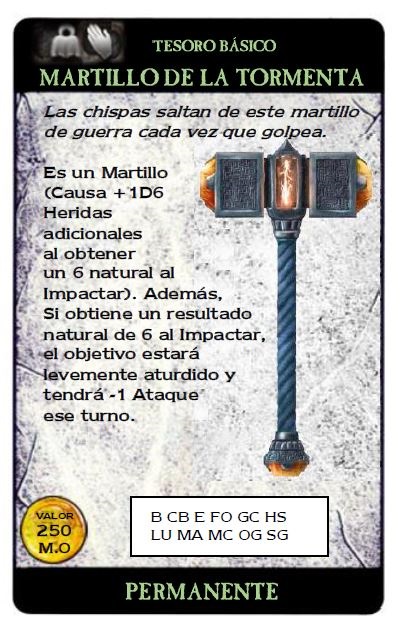 TESORO BÁSICO
MARTILLO DE LA TORMENTA
Las chispas saltan de este martillo
de guerra cada vez que golpea.
Es un Martillo
(Causa +1D6
Heridas
adicionales
al obtener
un 6 natural al
Impactar). Además,
Si obtiene un resultado
natural de 6 al Impactar,
el objetivo estará
levemente aturdido y
tendrá -1 Ataque
ese turno.
VALOR
250
M.O
B CB E FO GC HS
LU MA MC OG SG
PERMANENTE